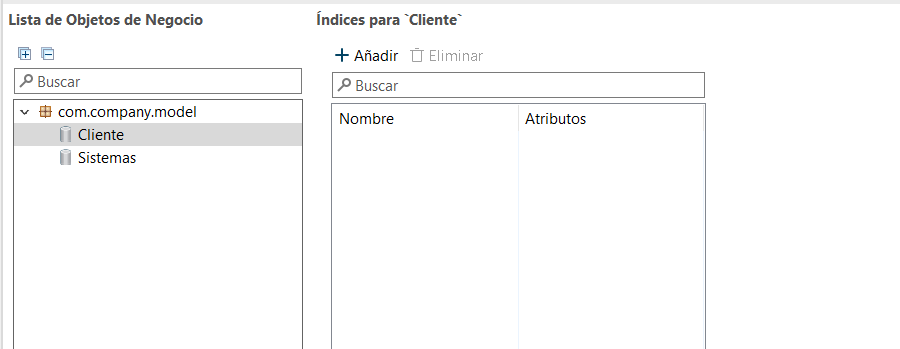 Lista de Objetos de Negocio
Índices para `Cliente`
Añadir
Eliminar
Buscar
Buscar
com.company.model
Cliente
Sistemas
Nombre
Atributos